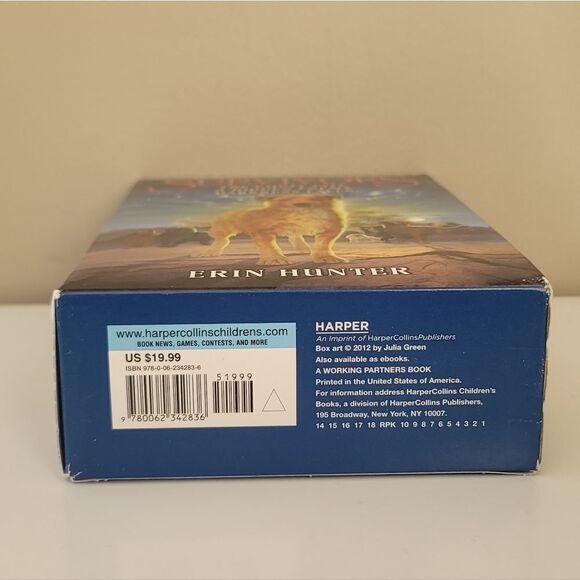 SURVIVORS
ERIN HUNTER
www.harpercollinschildrens.com
BOOK NEWS, GAMES, CONTESTS, AND MORE
US $19.99
ISBN 978-0-06-234283-6
51999
9 780062 342836
HARPER
An Imprint of HarperCollinsPublishers
Box art © 2012 by Julia Green
Also available as ebooks.
A WORKING PARTNERS BOOK
Printed in the United States of America.
For information address HarperCollins Children's
Books, a division of HarperCollins Publishers,
195 Broadway, New York, NY 10007.
14 15 16 17 18 RPK 10 9 8 7 6 5 4 3 2 1